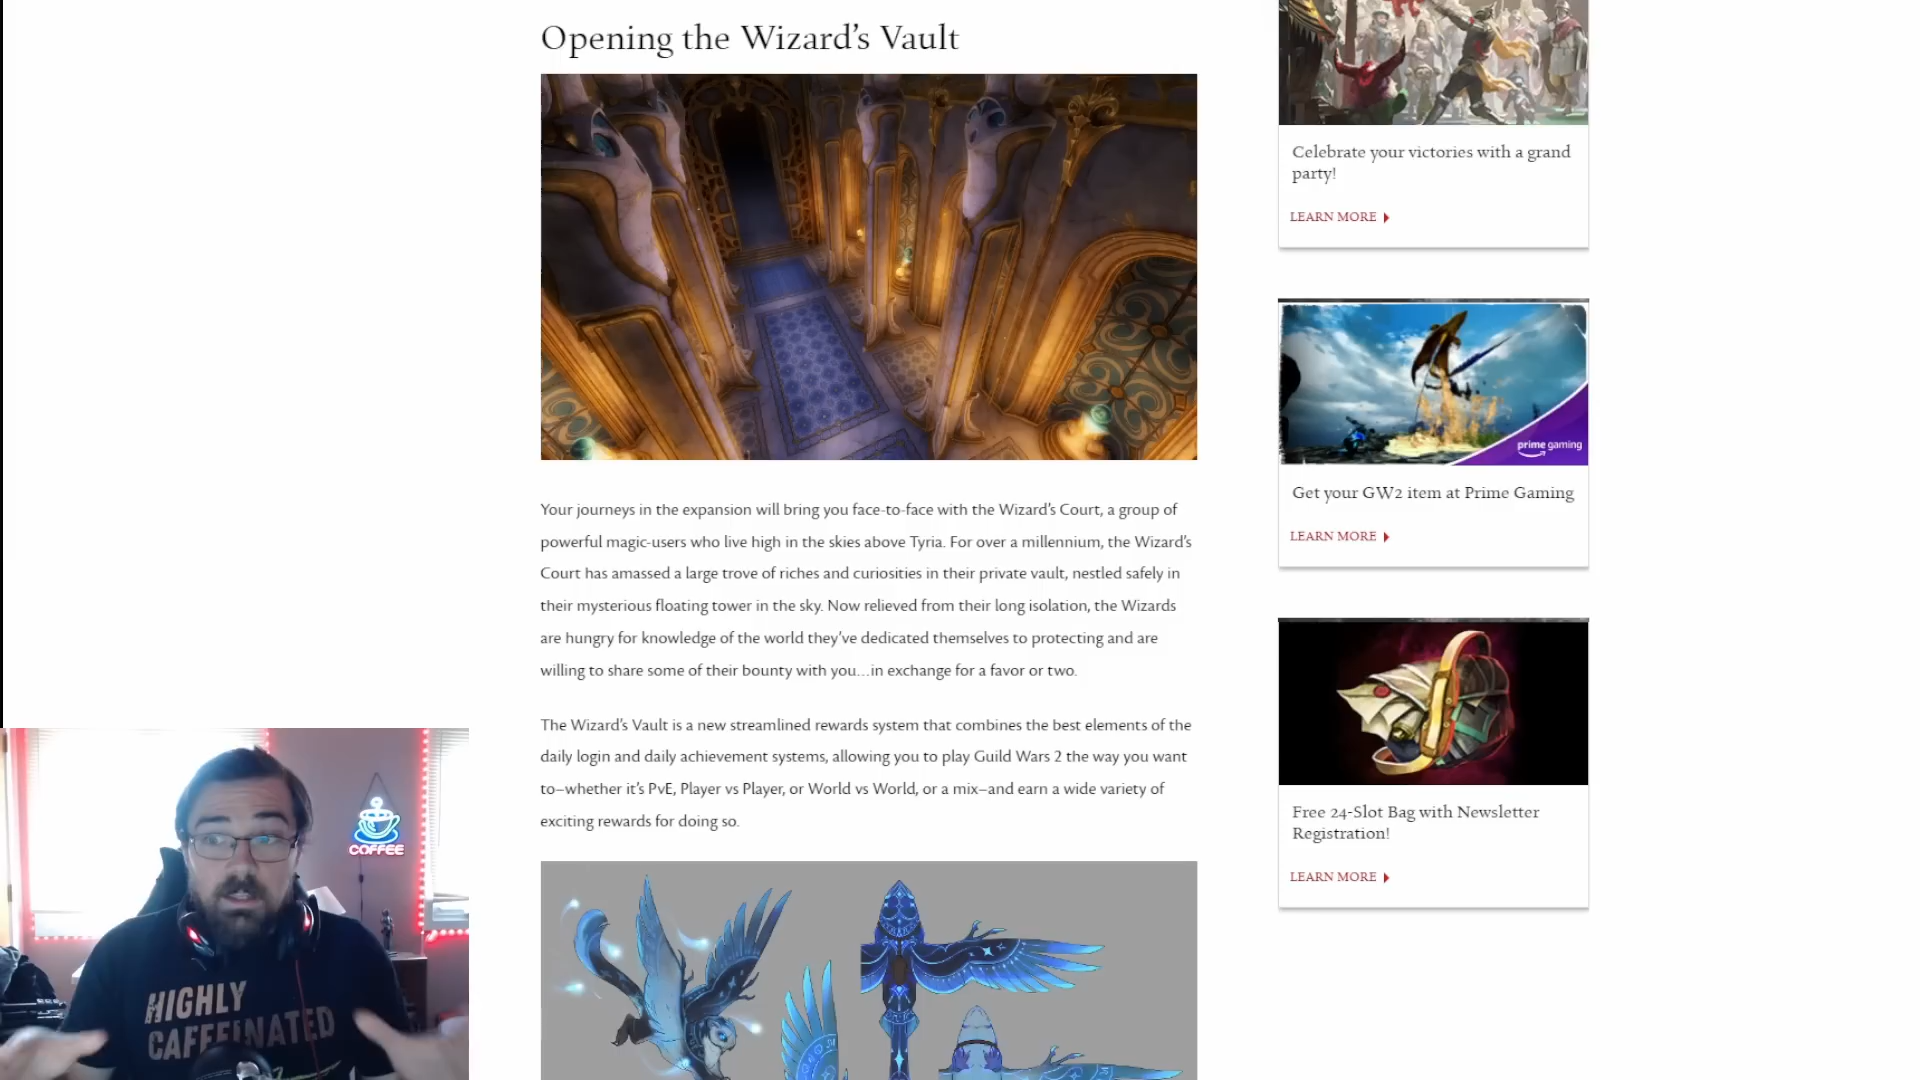 Opening the Wizard's Vault
Your journeys in the expansion will bring you face-to-face with the Wizard's Court, a group of
powerful magic-users who live high in the skies above Tyria. For over a millennium, the Wizard's
Court has amassed a large trove of riches and curiosities in their private vault, nestled safely in
their mysterious floating tower in the sky. Now relieved from their long isolation, the Wizards
are hungry for knowledge of the world they've dedicated themselves to protecting and are
willing to share some of their bounty with you...in exchange for a favor or two.
The Wizard's Vault is a new streamlined rewards system that combines the best elements of the
daily login and daily achievement systems, allowing you to play Guild Wars 2 the way you want
to–whether it's PvE, Player vs Player, or World vs World, or a mix–and earn a wide variety of
exciting rewards for doing so.
Celebrate your victories with a grand
party!
LEARN MORE
prime gaming
Get your GW2 item at Prime Gaming
LEARN MORE
Free 24-Slot Bag with Newsletter
Registration!
LEARN MORE
COFFEE
HIGHLY
CAFFEINATED